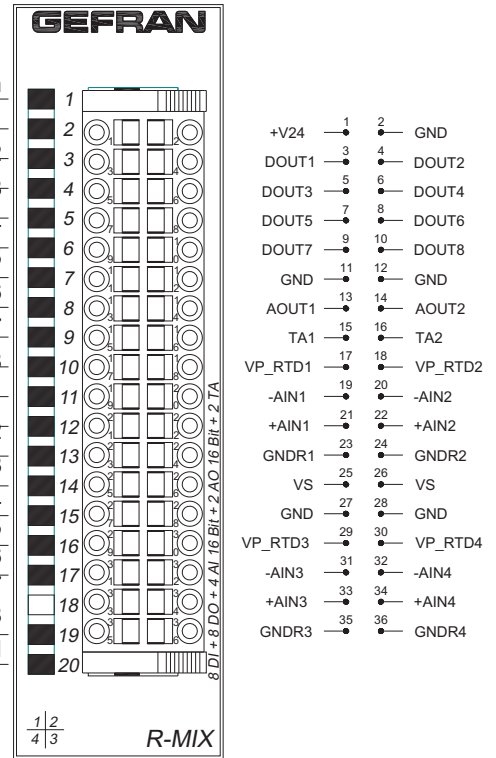 GEFRAN
1
2
3
4
5
6
7
8
9
10
11
12
13
14
15
16
17
18
19
20
8 DI + 8 DO + 4 AI 16 Bit + 2 AO 16 Bit + 2 TA
1 2
4 3
R-MIX
+V24 1 2 GND
DOUT1 3 4 DOUT2
DOUT3 5 6 DOUT4
DOUT5 7 8 DOUT6
DOUT7 9 10 DOUT8
GND 11 12 GND
AOUT1 13 14 AOUT2
TA1 15 16 TA2
VP_RTD1 17 18 VP_RTD2
-AIN1 19 20 -AIN2
+AIN1 21 22 +AIN2
GNDR1 23 24 GNDR2
VS 25 26 VS
GND 27 28 GND
VP_RTD3 29 30 VP_RTD4
-AIN3 31 32 -AIN4
+AIN3 33 34 +AIN4
GNDR3 35 36 GNDR4